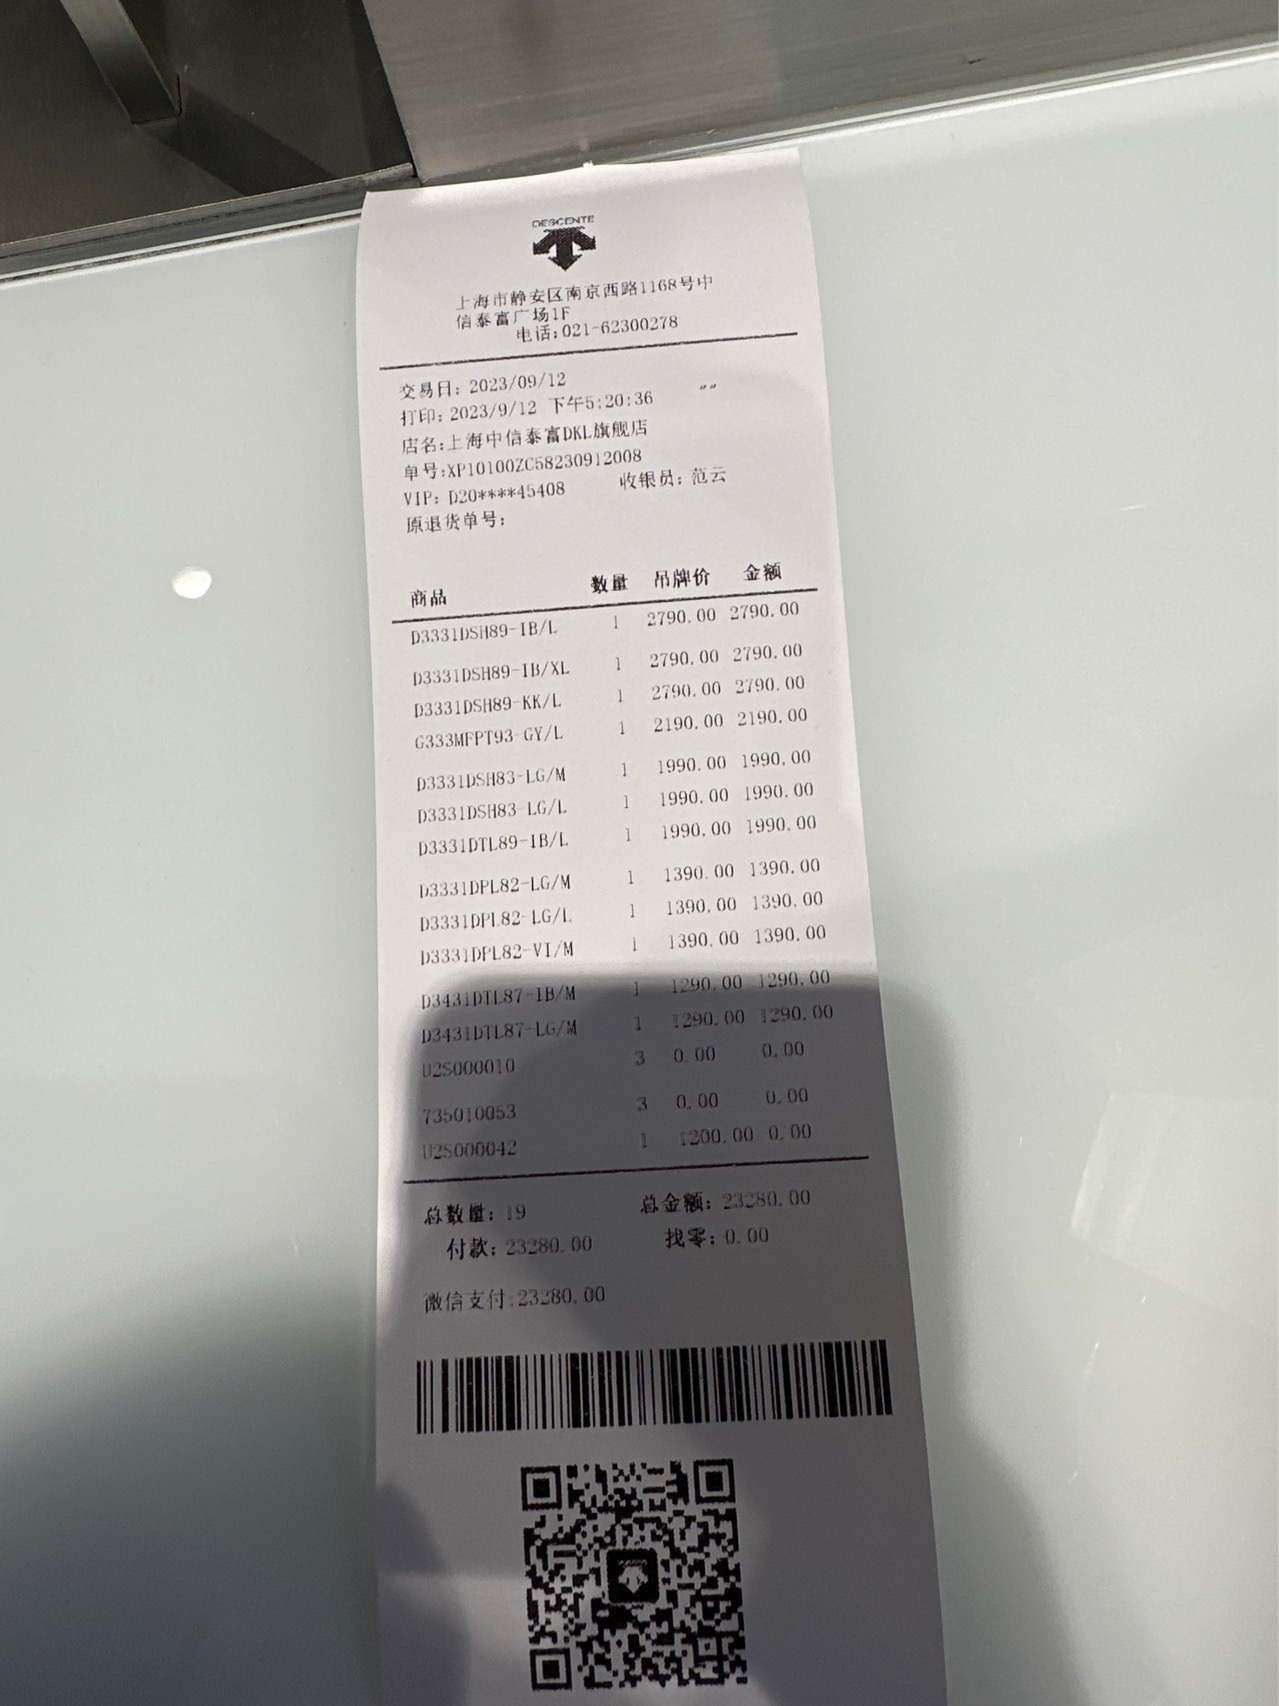 DESCENTE
上海市静安区南京西路1168号中
信泰富广场1F
电话:021-62300278
交易日: 2023/09/12
打印: 2023/9/12 下午5:20:36 ""
店名:上海中信泰富DKL旗舰店
单号:XP10100ZC58230912008
VIP: D20****45408 收银员: 范云
原退货单号:
商品 数量 吊牌价 金额
D3331DSH89-IB/L 1 2790.00 2790.00
D3331DSH89-IB/XL 1 2790.00 2790.00
D3331DSH89-KK/L 1 2790.00 2790.00
G333MFPT93-GY/L 1 2190.00 2190.00
D3331DSH83-LG/M 1 1990.00 1990.00
D3331DSH83-LG/L 1 1990.00 1990.00
D3331DTL89-IB/L 1 1990.00 1990.00
D3331DPL82-LG/M 1 1390.00 1390.00
D3331DPL82-LG/L 1 1390.00 1390.00
D3331DPL82-VI/M 1 1390.00 1390.00
D3431DTL87-IB/M 1 1290.00 1290.00
D3431DTL87-LG/M 1 1290.00 1290.00
U2S000010 3 0.00 0.00
735010053 3 0.00 0.00
U2S000042 1 1200.00 0.00
总数量: 19 总金额: 23280.00
付款: 23280.00 找零: 0.00
微信支付:23280.00